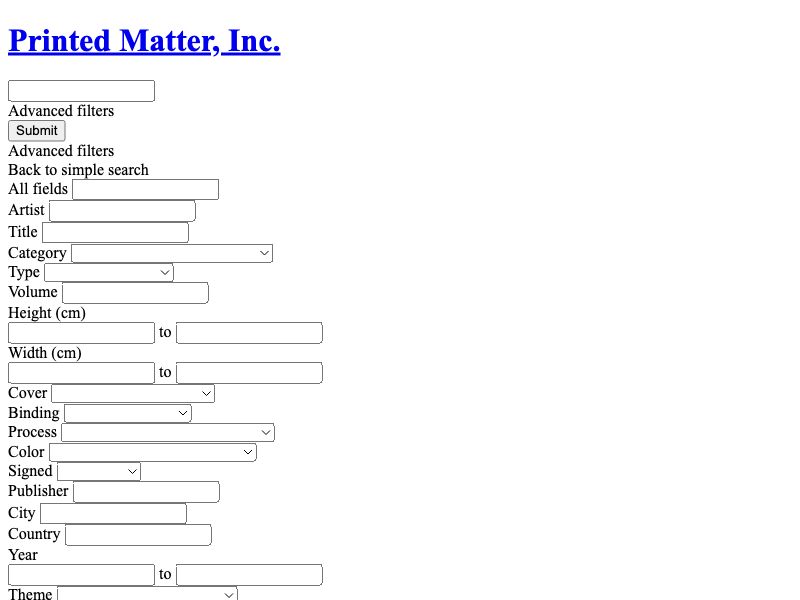 Printed Matter, Inc.
Advanced filters
Submit
Advanced filters
Back to simple search
All fields
Artist
Title
Category
Type
Volume
Height (cm)
to
Width (cm)
to
Cover
Binding
Process
Color
Signed
Publisher
City
Country
Year
to
Theme